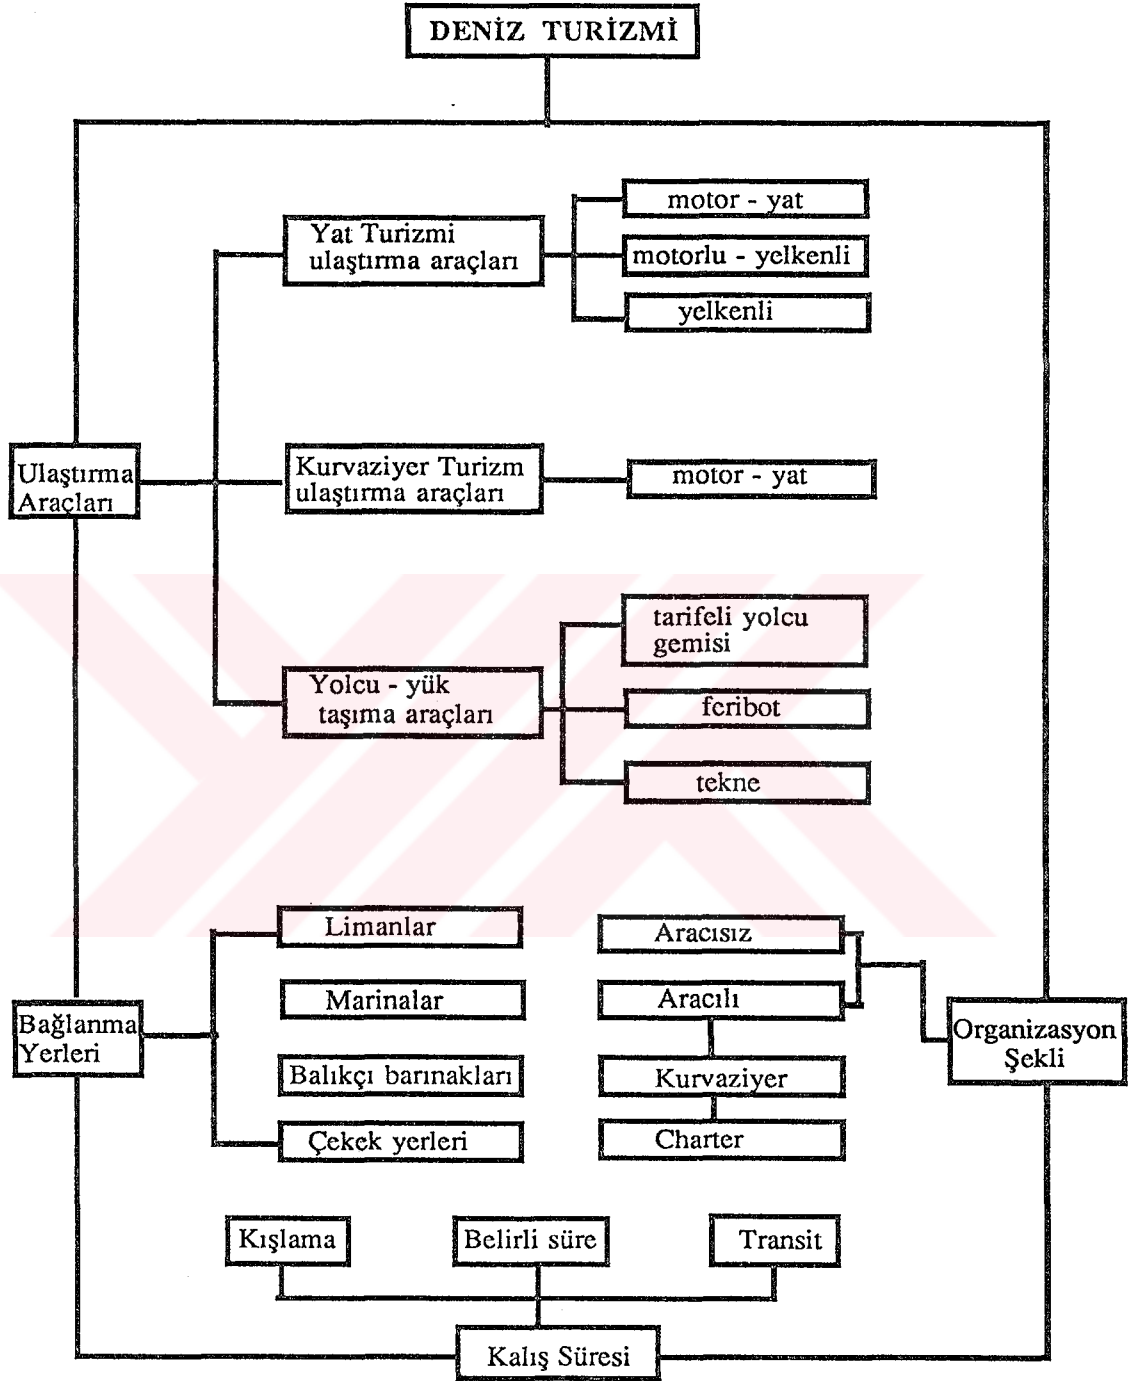 DENİZ TURİZMİ
motor - yat
Yat Turizmi
ulaştırma araçları
motorlu - yelkenli
yelkenli
Ulaştırma
Araçları
Kurvaziyer Turizm
ulaştırma araçları
motor - yat
tarifeli yolcu
gemisi
Yolcu - yük
taşıma araçları
feribot
tekne
Limanlar
Aracısız
Marinalar
Aracılı
Bağlanma
Yerleri
Organizasyon
Şekli
Balıkçı barınakları
Kurvaziyer
Çekek yerleri
Charter
Kışlama
Belirli süre
Transit
Kalış Süresi